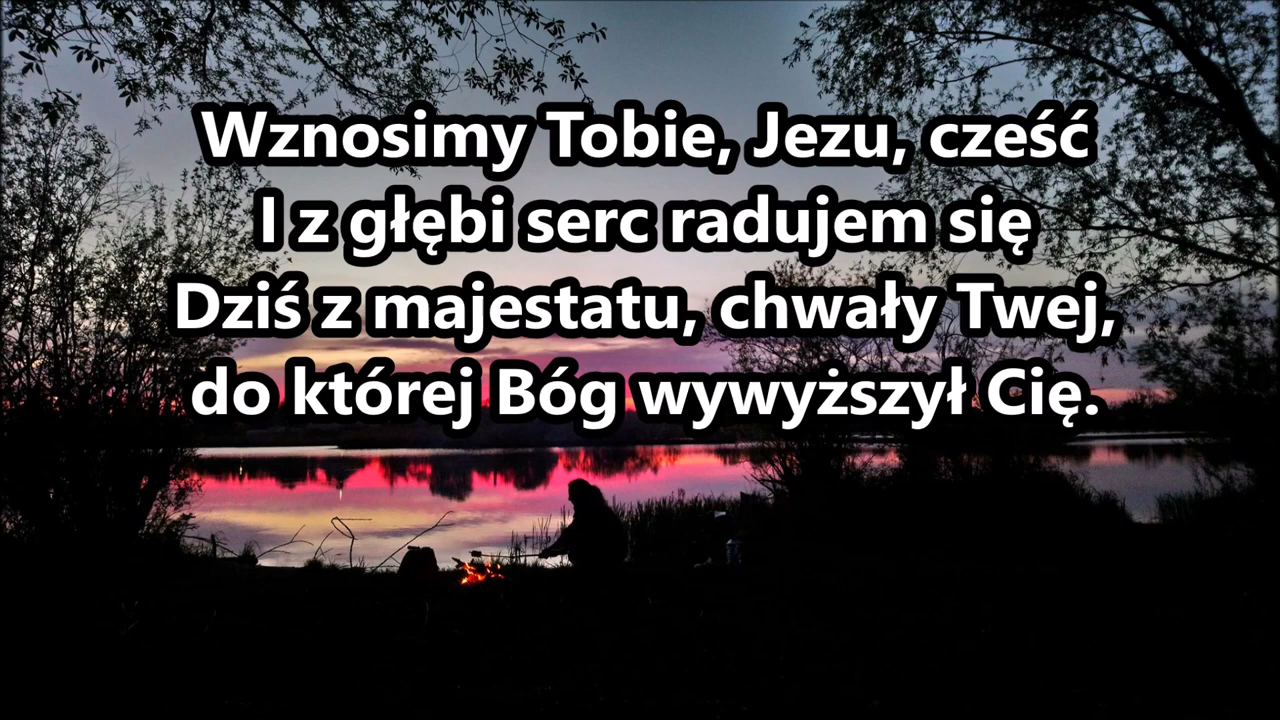 Wznosimy Tobie, Jezu, cześć
I z głębi serc radujem się
Dziś z majestatu, chwały Twej,
do której Bóg wywyższył Cię.